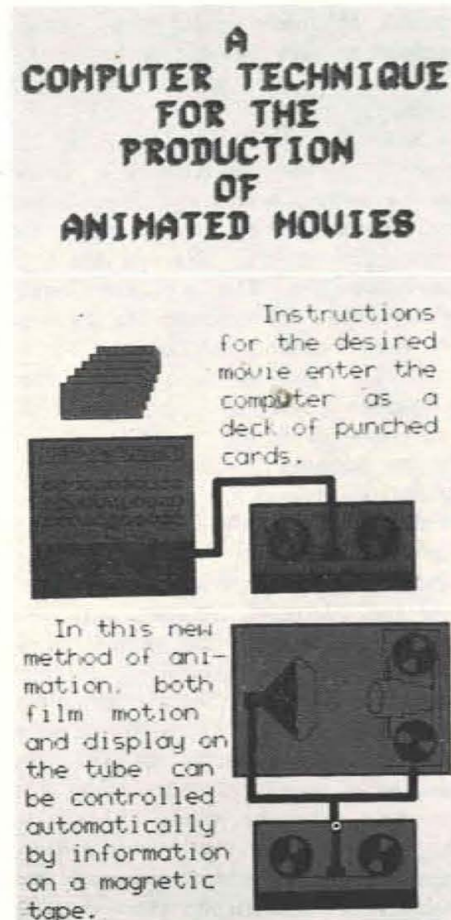 A
COMPUTER TECHNIQUE
FOR THE
PRODUCTION
OF
ANIMATED MOVIES
Instructions
for the desired
movie enter the
computer as a
deck of punched
cards.
In this new
method of ani-
mation, both
film motion
and display on
the tube can
be controlled
automatically
by information
on a magnetic
tape.